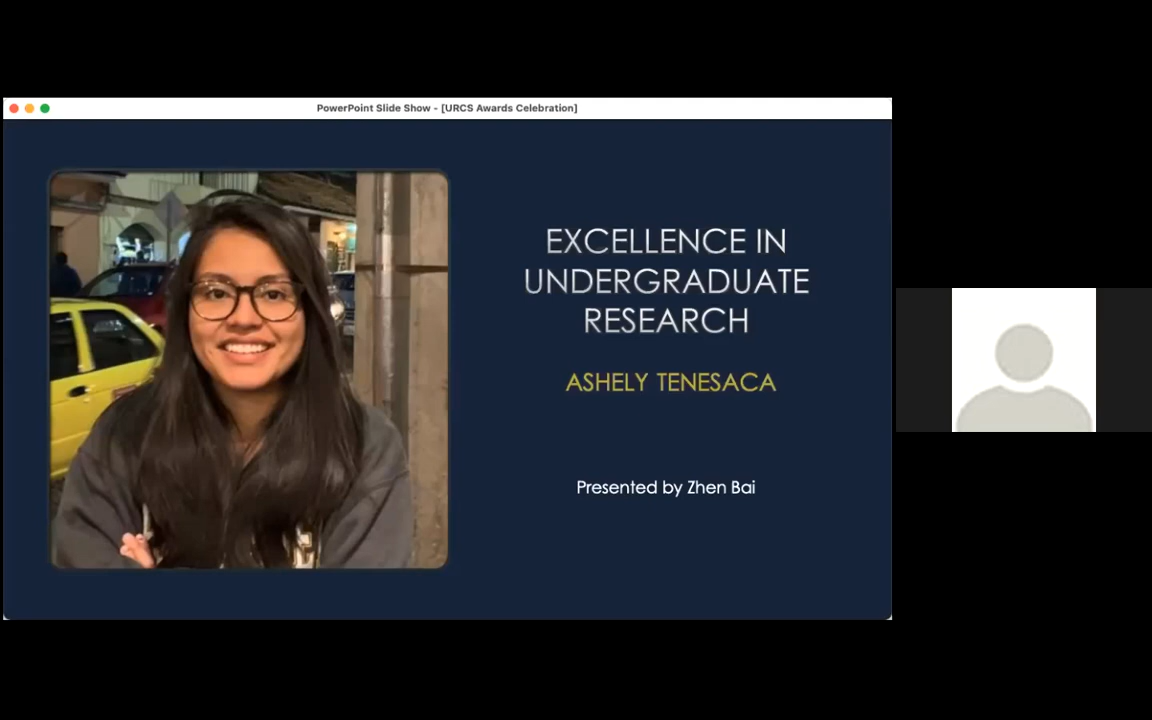 PowerPoint Slide Show - [URCS Awards Celebration]
EXCELLENCE IN
UNDERGRADUATE
RESEARCH
ASHELY TENESACA
Presented by Zhen Bai